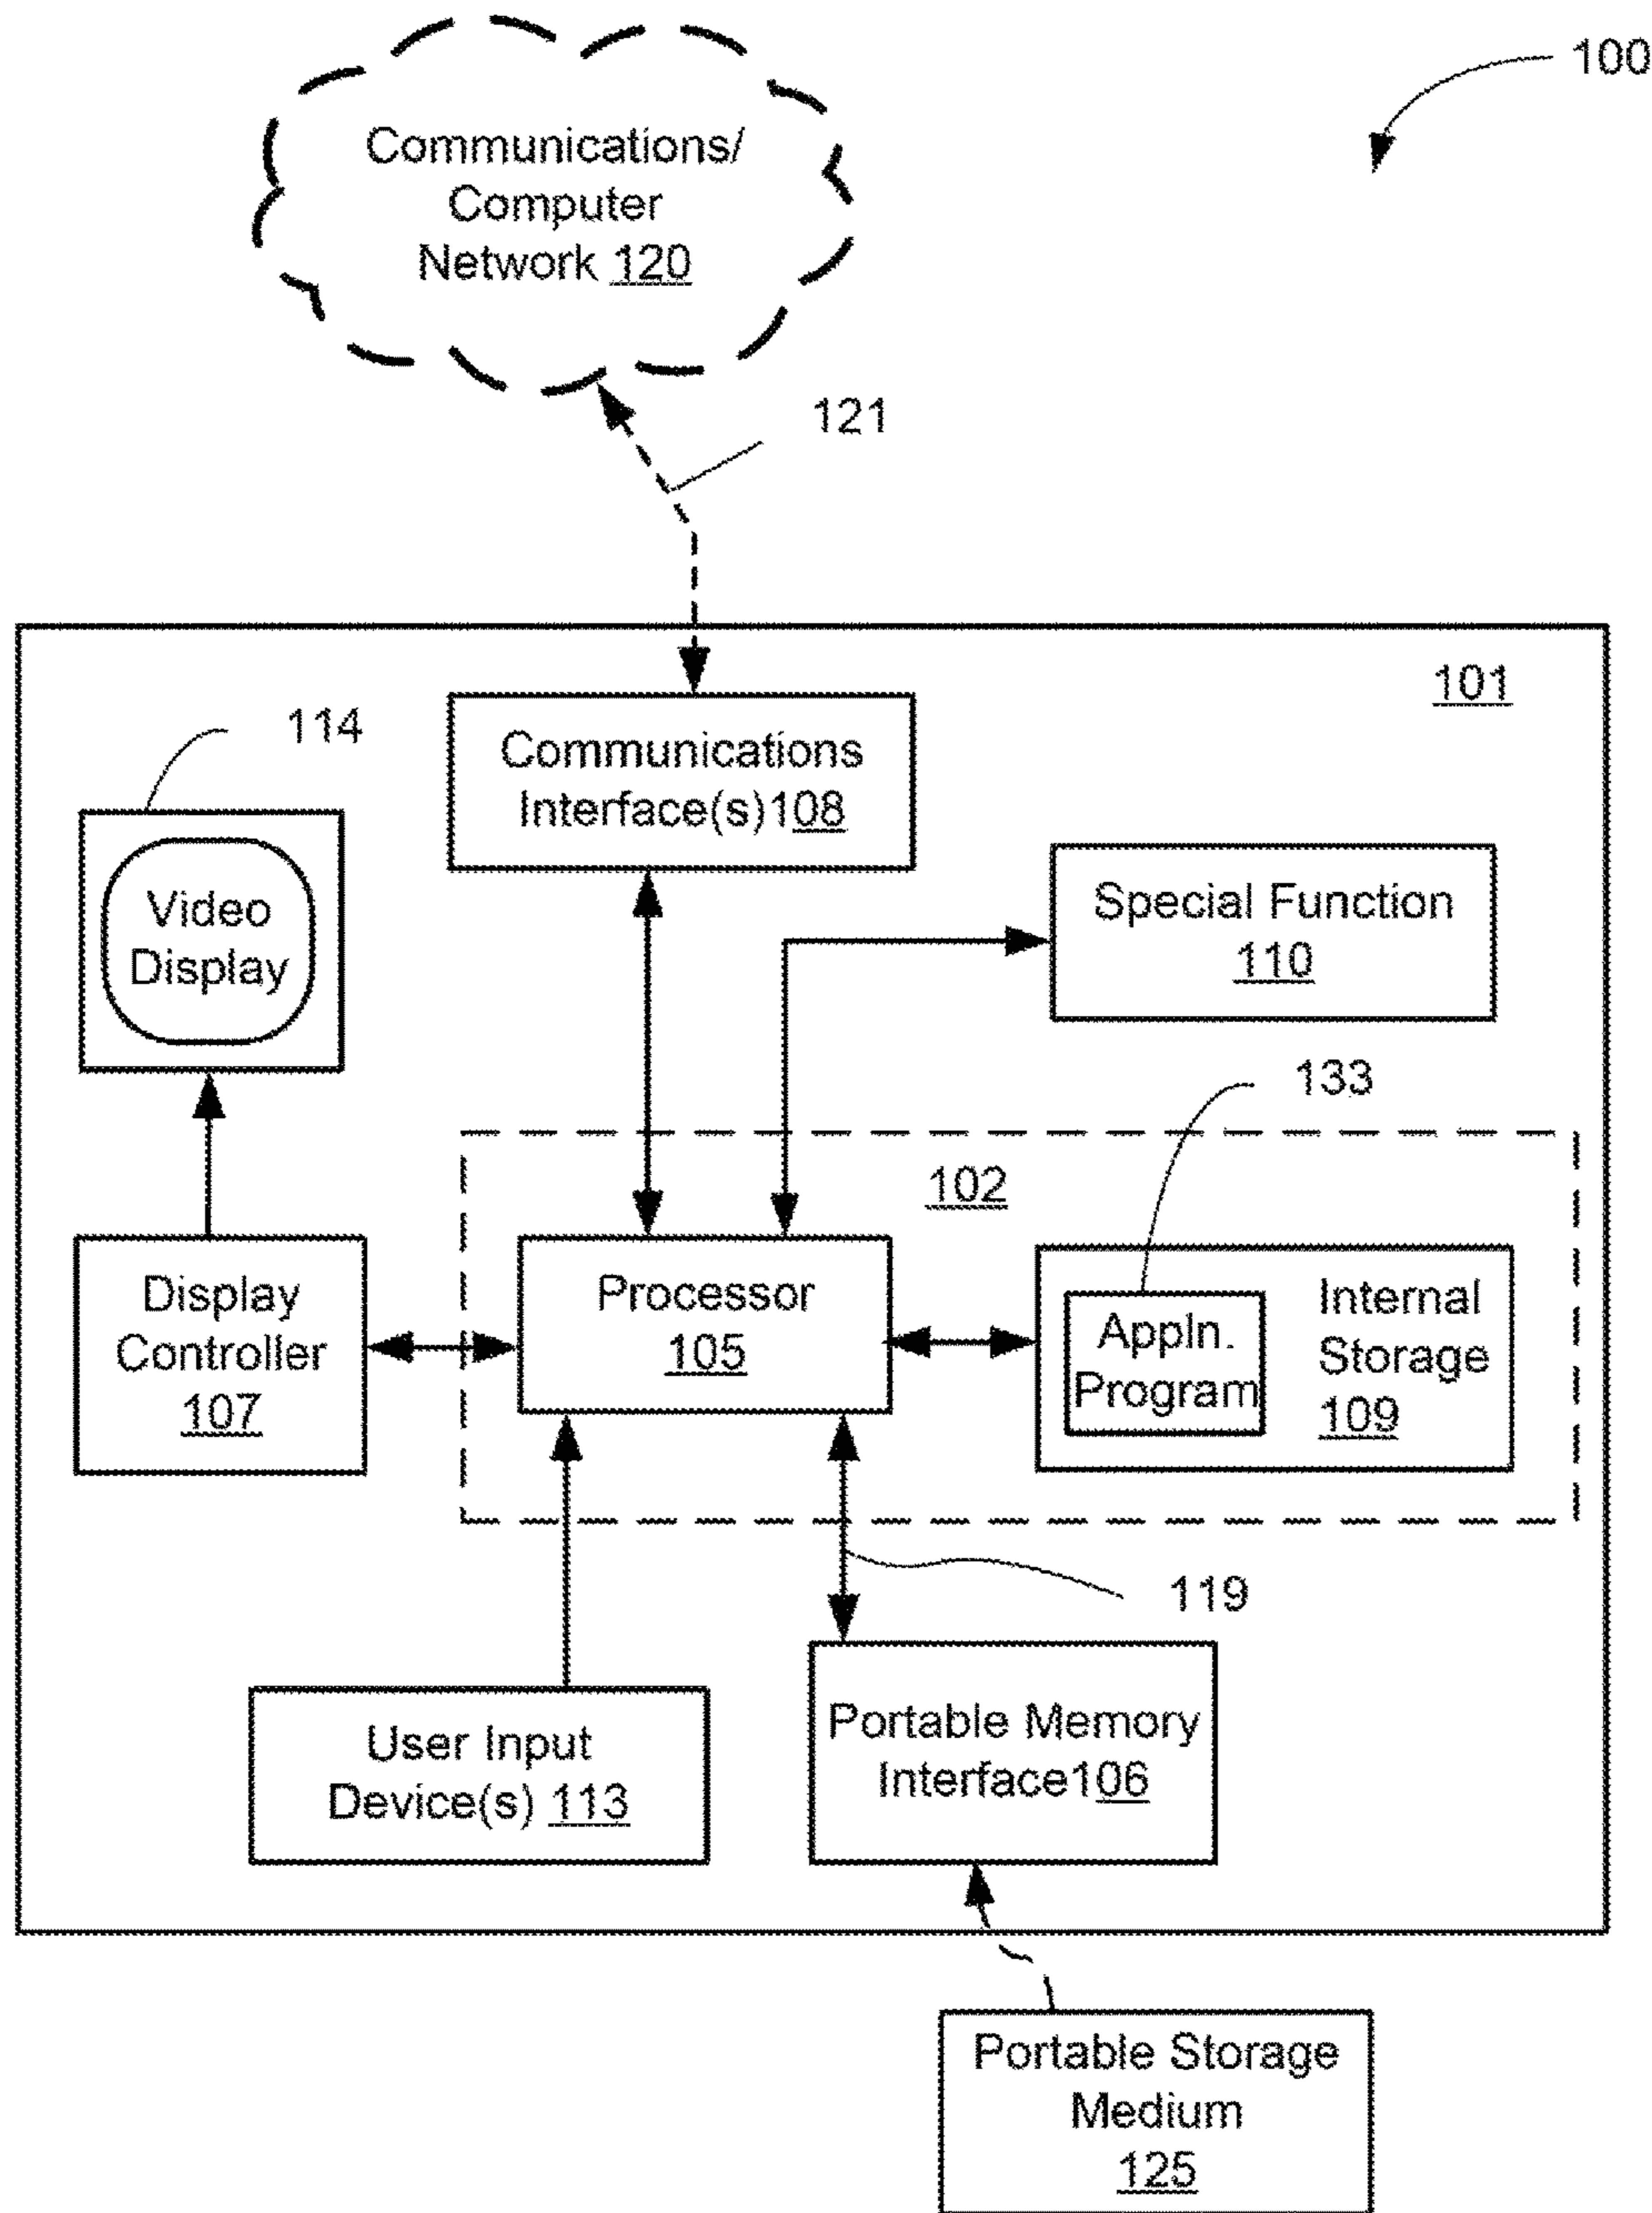 100
Communications/
Computer
Network 120
121
101
114
Communications
Interface(s)108
Video
Display
Special Function
110
133
102
Display
Controller
107
Processor
105
Appln.
Program
Internal
Storage
109
119
User Input
Device(s) 113
Portable Memory
Interface106
Portable Storage
Medium
125